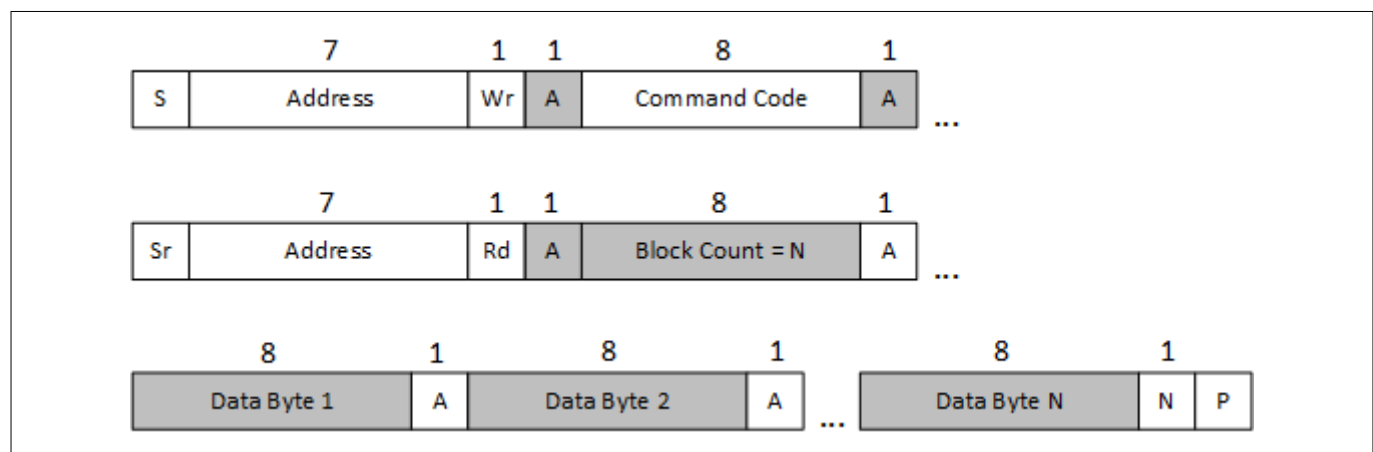 7 1 1 8 1
S Address Wr A Command Code A ...
7 1 1 8 1
Sr Address Rd A Block Count = N A ...
8 1 8 1 8 1
Data Byte 1 A Data Byte 2 A ... Data Byte N N P